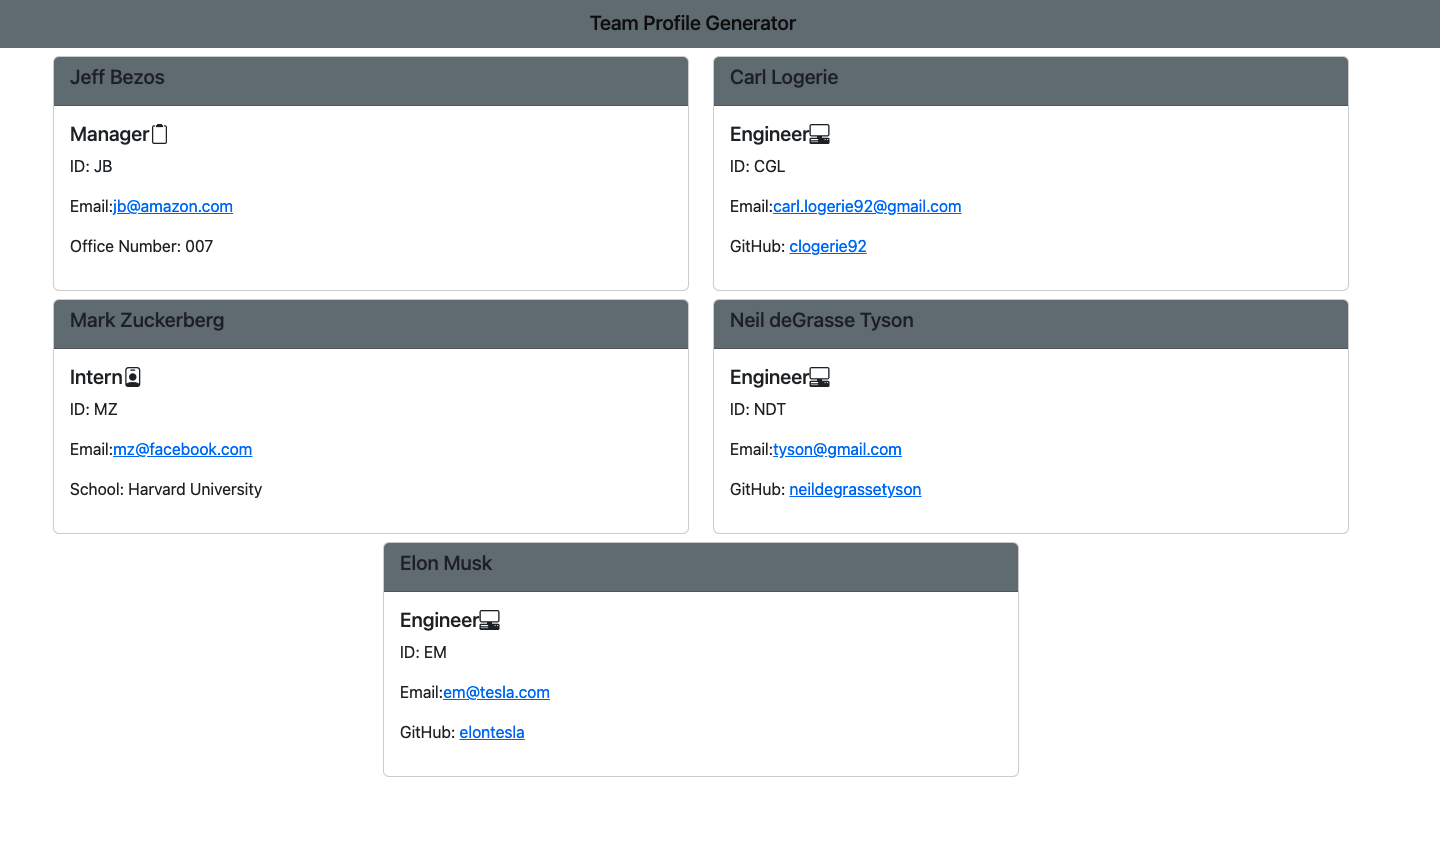 Team Profile Generator
Jeff Bezos
Manager
ID: JB
Email:jb@amazon.com
Office Number: 007
Carl Logerie
Engineer
ID: CGL
Email:carl.logerie92@gmail.com
GitHub: clogerie92
Mark Zuckerberg
Intern
ID: MZ
Email:mz@facebook.com
School: Harvard University
Neil deGrasse Tyson
Engineer
ID: NDT
Email:tyson@gmail.com
GitHub: neildegrassetyson
Elon Musk
Engineer
ID: EM
Email:em@tesla.com
GitHub: elontesla